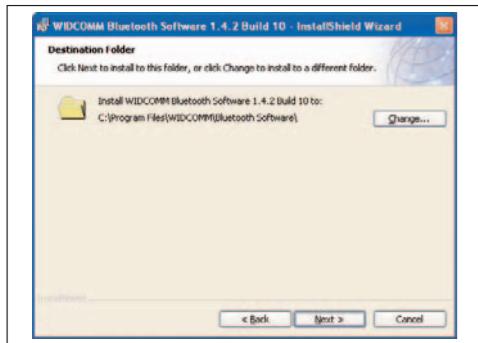 WIDCOMM Bluetooth Software 1.4.2 Build 10 - InstallShield Wizard
Destination Folder
Click Next to install to this folder, or click Change to install to a different folder.
Install WIDCOMM Bluetooth Software 1.4.2 Build 10 to:
C:\Program Files\WIDCOMM\Bluetooth Software\
Change...
InstallShield
< Back
Next >
Cancel